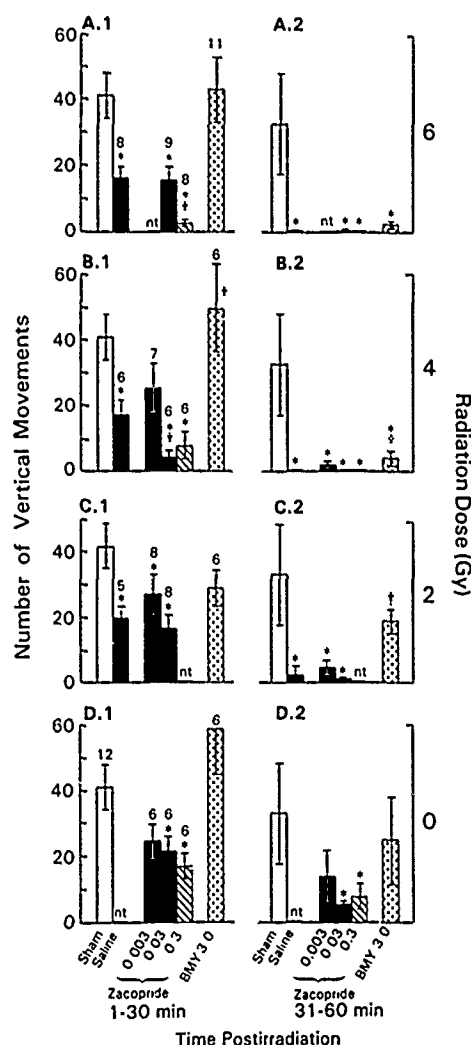 A.1
A.2
60
40
20
0
11
8
*
9
*
8
*
†
nt
*
nt
* *
*
6
B.1
B.2
60
40
20
0
6
*
7
6
*
†
6
*
6
†
*
*
* *
*
‡
4
C.1
C.2
40
20
0
5
*
8
*
8
*
nt
6
*
*
*
nt
†
2
D.1
D.2
60
40
20
0
12
nt
6
6
*
6
*
6
nt
*
*
0
Number of Vertical Movements
Radiation Dose (Gy)
Sham
Saline
0 003
0 03
0.3
BMY 3 0
Sham
Saline
0.003
0 03
0.3
BMY 3 0
Zacopride
Zacopride
1-30 min
31-60 min
Time Postirradiation